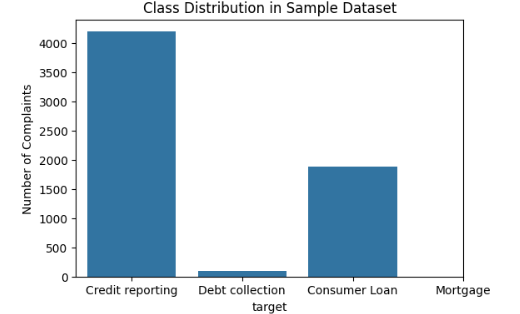 Class Distribution in Sample Dataset
4000
3500
3000
2500
2000
1500
1000
500
0
Number of Complaints
Credit reporting Debt collection Consumer Loan Mortgage
target